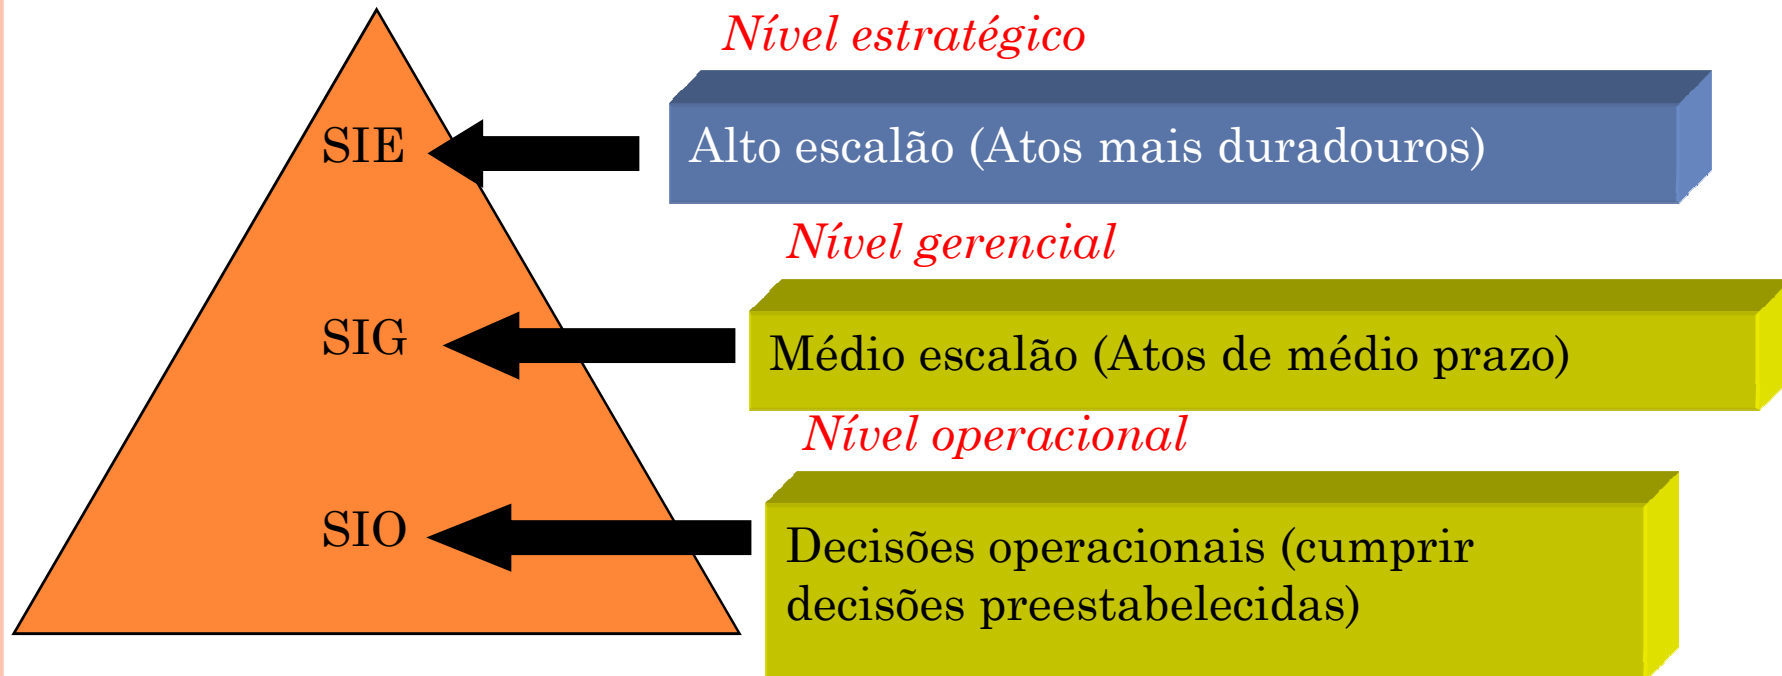 Nível estratégico
SIE
Alto escalão (Atos mais duradouros)
Nível gerencial
SIG
Médio escalão (Atos de médio prazo)
Nível operacional
SIO
Decisões operacionais (cumprir
decisões preestabelecidas)